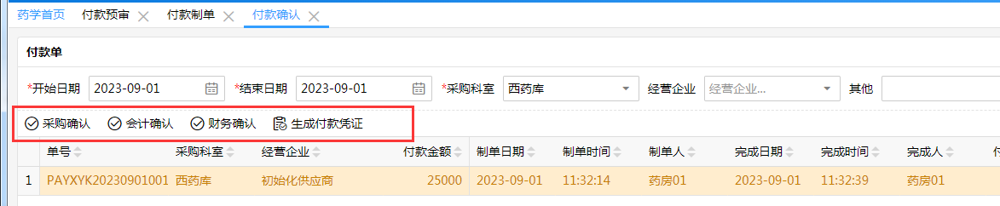 药学首页 付款预审 付款制单 付款确认
付款单
*开始日期 2023-09-01 *结束日期 2023-09-01 *采购科室 西药库 经营企业 经营企业... 其他
采购确认 会计确认 财务确认 生成付款凭证
单号 采购科室 经营企业 付款金额 制单日期 制单时间 制单人 完成日期 完成时间 完成人
1 PAYXYK20230901001 西药库 初始化供应商 25000 2023-09-01 11:32:14 药房01 2023-09-01 11:32:39 药房01